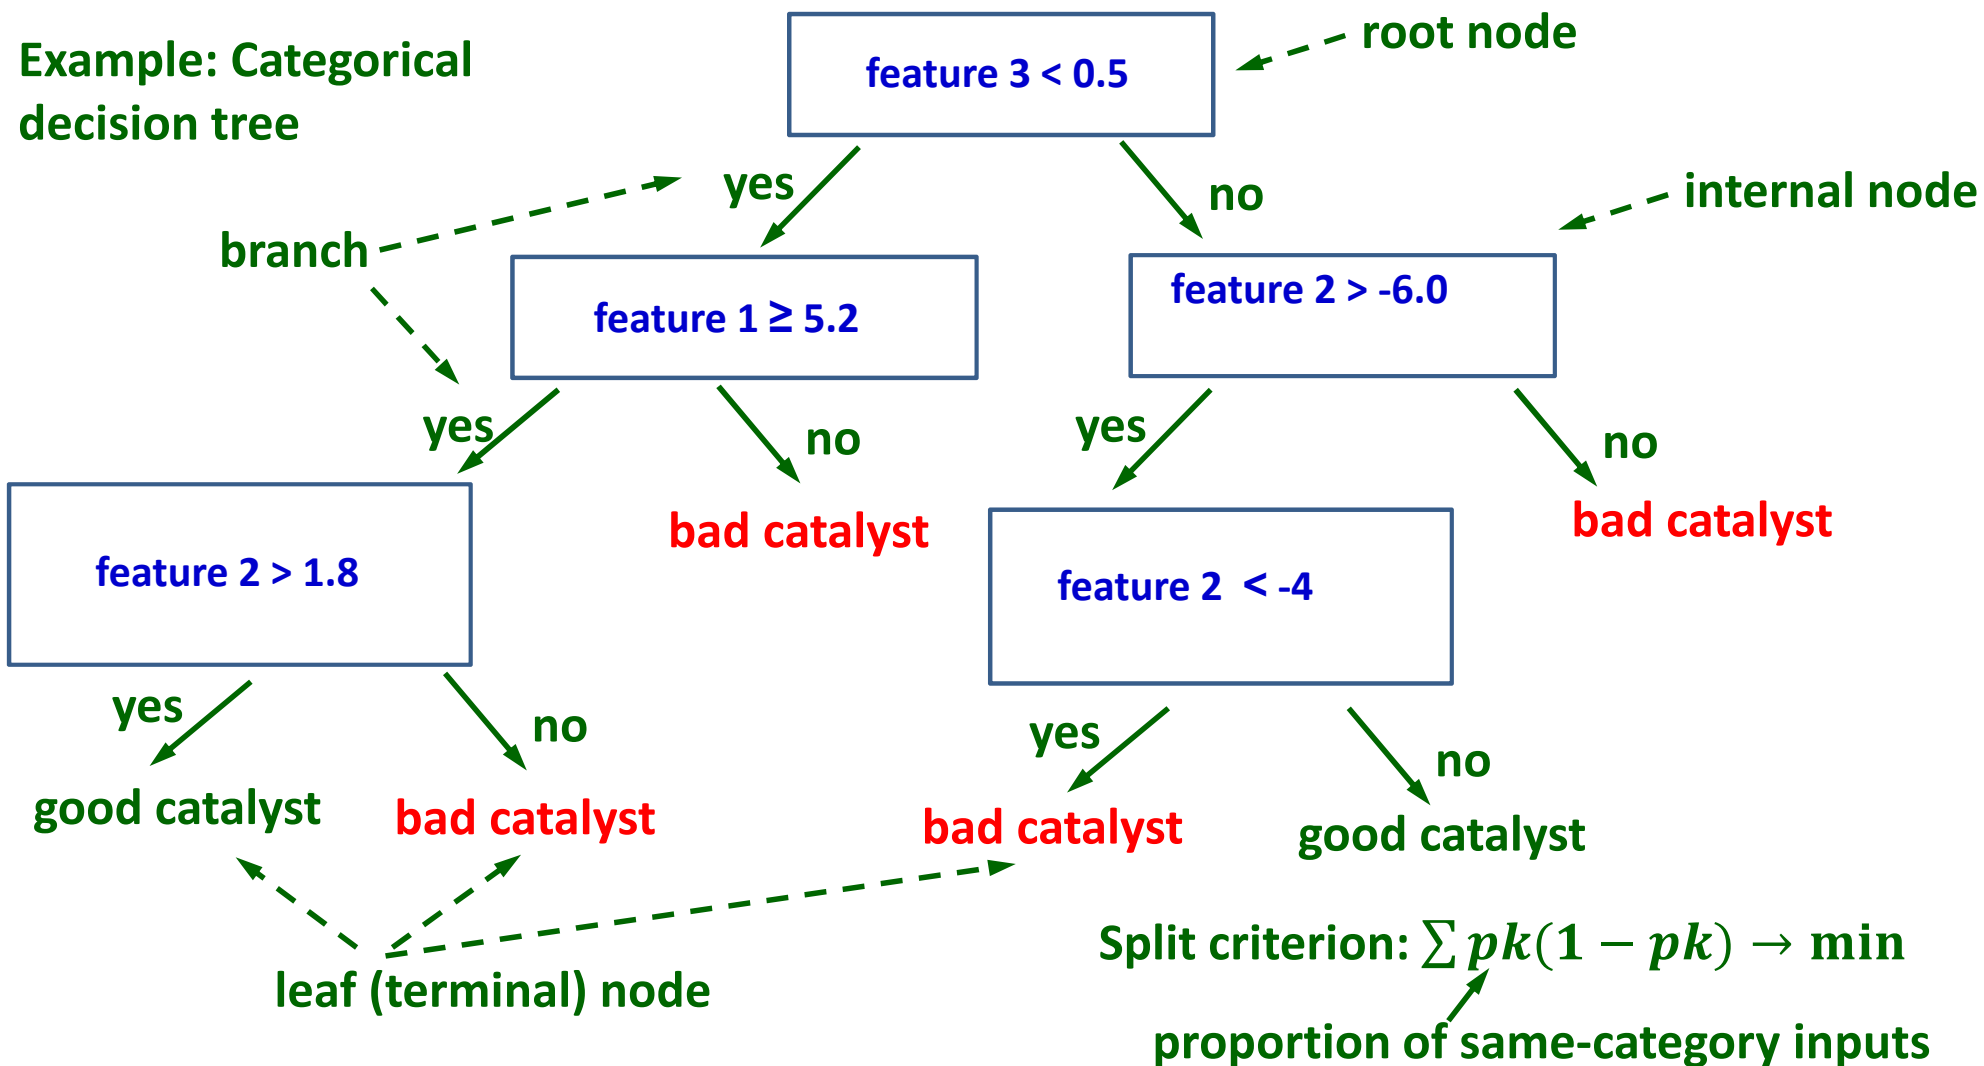 Example: Categorical
decision tree
feature 3 < 0.5
root node
yes
no
internal node
branch
feature 1 ≥ 5.2
feature 2 > -6.0
yes
no
yes
no
feature 2 > 1.8
bad catalyst
feature 2 < -4
bad catalyst
yes
no
yes
no
good catalyst
bad catalyst
bad catalyst
good catalyst
leaf (terminal) node
Split criterion: ∑ pk(1 − pk) → min
proportion of same-category inputs